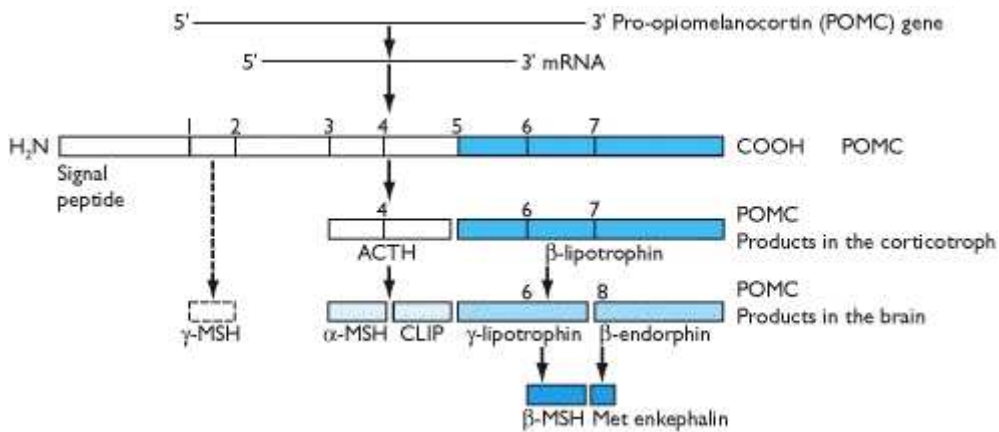 5' 3' Pro-opiomelanocortin (POMC) gene
5' 3' mRNA
1 2 3 4 5 6 7
H₂N COOH POMC
Signal
peptide
4 6 7 POMC
Products in the corticotroph
ACTH β-lipotrophin
6 8 POMC
Products in the brain
γ-MSH α-MSH CLIP γ-lipotrophin β-endorphin
β-MSH Met enkephalin